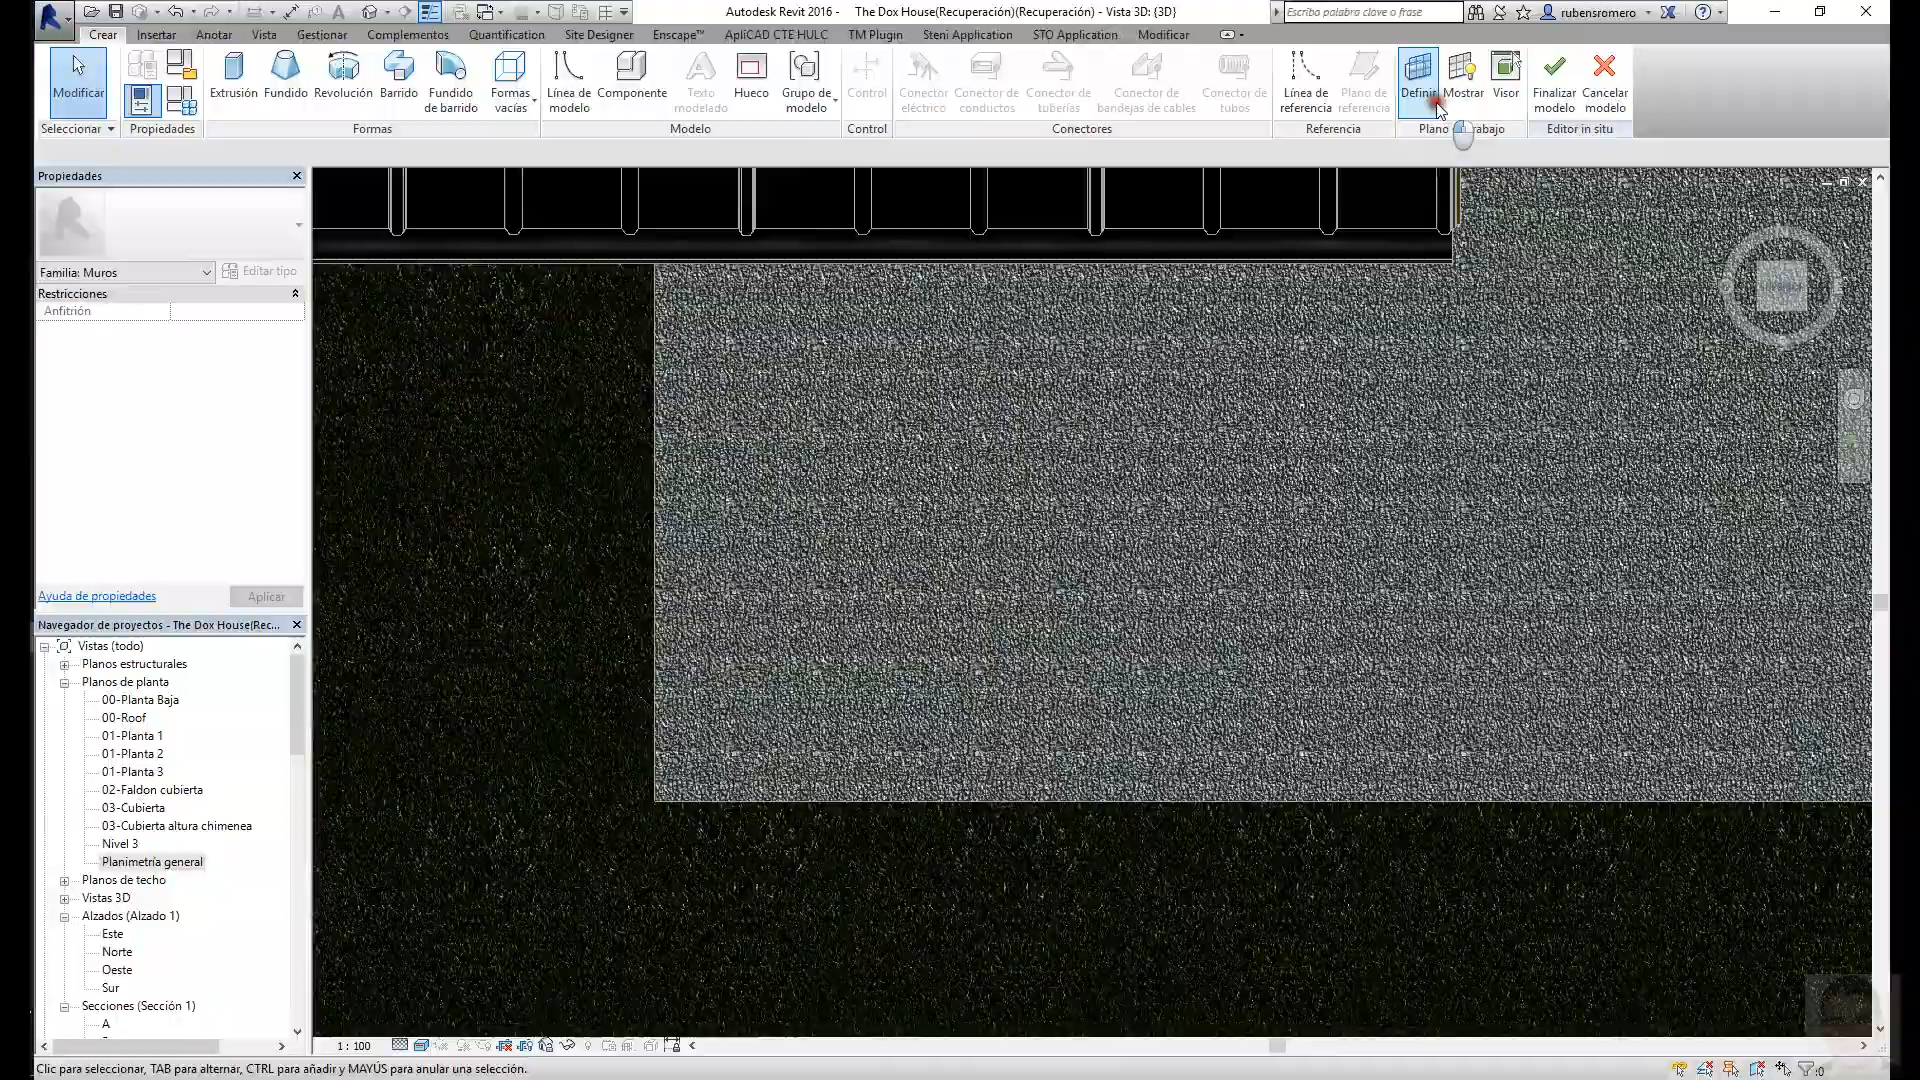 Autodesk Revit 2016 - The Dox House(Recuperación)(Recuperación) - Vista 3D: {3D}
Escriba palabra clave o frase
rubensromero
Crear Insertar Anotar Vista Gestionar Complementos Quantification Site Designer Enscape™ ApliCAD CTE HULC TM Plugin Steni Application STO Application Modificar
Modificar
Extrusión Fundido Revolución Barrido Fundido de barrido Formas vacías
Línea de modelo Componente Texto modelado Hueco Grupo de modelo
Control
Conector eléctrico Conector de conductos Conector de tuberías Conector de bandejas de cables Conector de tubos
Línea de referencia Plano de referencia
Definir Mostrar Visor
Finalizar modelo Cancelar modelo
Seleccionar Propiedades Formas Modelo Control Conectores Referencia Plano rabajo Editor in situ
Propiedades
Familia: Muros Editar tipo
Restricciones
Anfitrión
Ayuda de propiedades Aplicar
Navegador de proyectos - The Dox House(Rec...
Vistas (todo)
Planos estructurales
Planos de planta
00-Planta Baja
00-Roof
01-Planta 1
01-Planta 2
01-Planta 3
02-Faldon cubierta
03-Cubierta
03-Cubierta altura chimenea
Nivel 3
Planimetría general
Planos de techo
Vistas 3D
Alzados (Alzado 1)
Este
Norte
Oeste
Sur
Secciones (Sección 1)
A
1 : 100
Clic para seleccionar, TAB para alternar, CTRL para añadir y MAYÚS para anular una selección.
:0